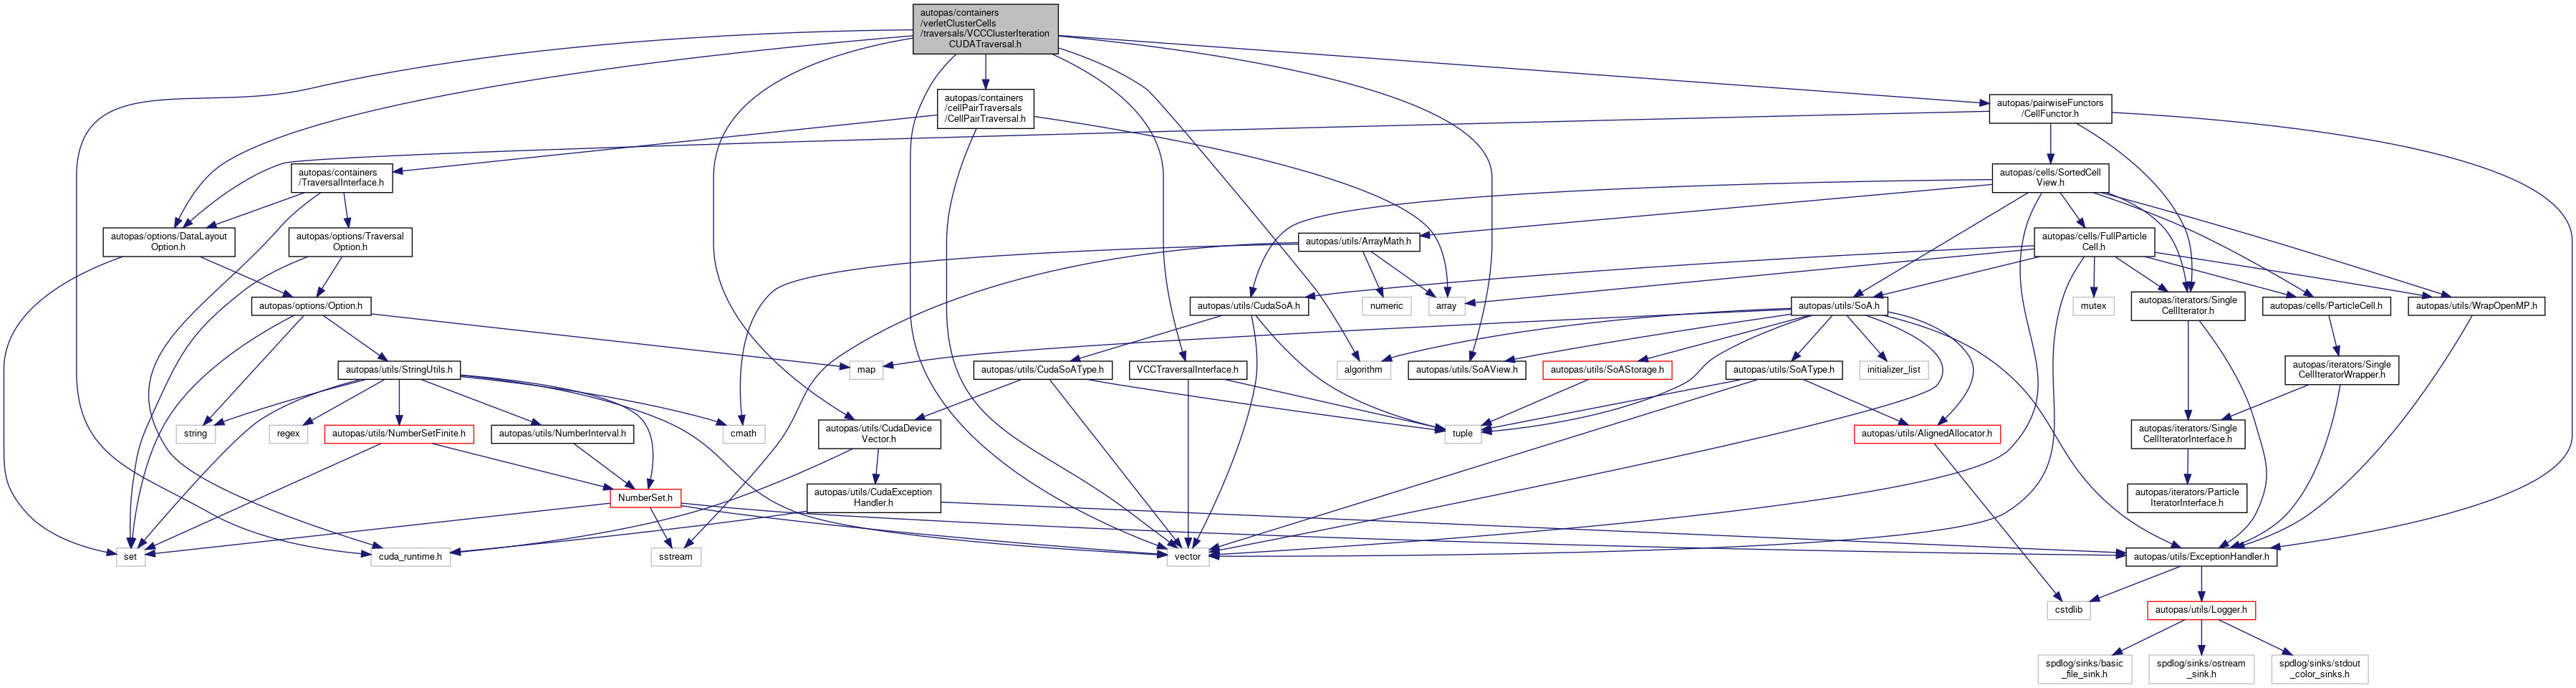 autopas/containers
/verletClusterCells
/traversals/VCCClusterIteration
CUDATraversal.h
autopas/containers
/cellPairTraversals
/CellPairTraversal.h
autopas/pairwiseFunctors
/CellFunctor.h
autopas/containers
/TraversalInterface.h
autopas/cells/SortedCell
View.h
autopas/options/DataLayout
Option.h
autopas/options/Traversal
Option.h
autopas/utils/ArrayMath.h
autopas/cells/FullParticle
Cell.h
autopas/options/Option.h
autopas/utils/CudaSoA.h
numeric
array
autopas/utils/SoA.h
mutex
autopas/iterators/Single
CellIterator.h
autopas/cells/ParticleCell.h
autopas/utils/WrapOpenMP.h
autopas/utils/StringUtils.h
map
autopas/utils/CudaSoAType.h
VCCTraversalInterface.h
algorithm
autopas/utils/SoAView.h
autopas/utils/SoAStorage.h
autopas/utils/SoAType.h
initializer_list
autopas/iterators/Single
CellIteratorWrapper.h
string
regex
autopas/utils/NumberSetFinite.h
autopas/utils/NumberInterval.h
cmath
autopas/utils/CudaDevice
Vector.h
tuple
autopas/utils/AlignedAllocator.h
autopas/iterators/Single
CellIteratorInterface.h
NumberSet.h
autopas/utils/CudaException
Handler.h
autopas/iterators/Particle
IteratorInterface.h
set
cuda_runtime.h
sstream
vector
autopas/utils/ExceptionHandler.h
cstdlib
autopas/utils/Logger.h
spdlog/sinks/basic
_file_sink.h
spdlog/sinks/ostream
_sink.h
spdlog/sinks/stdout
_color_sinks.h